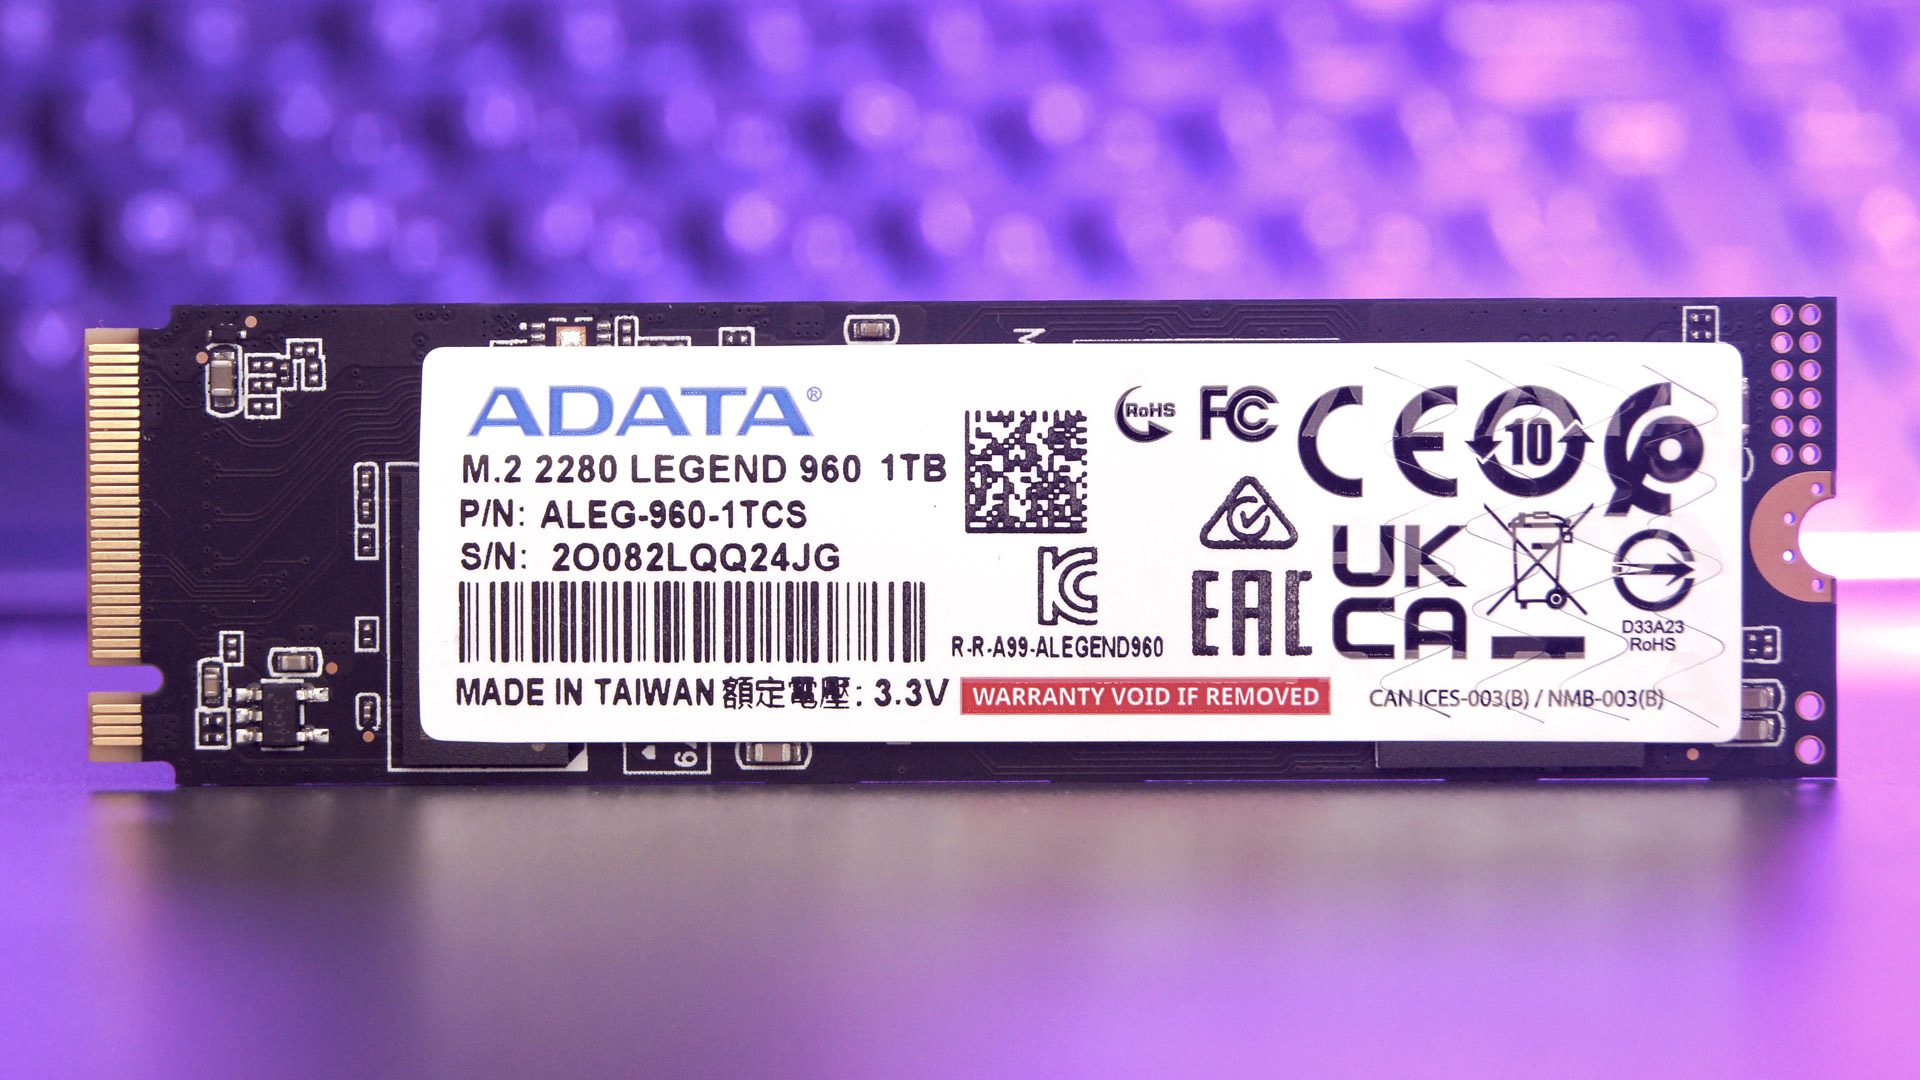 ADATA®
M.2 2280 LEGEND 960 1TB
P/N: ALEG-960-1TCS
S/N: 2O082LQQ24JG
MADE IN TAIWAN 額定電壓: 3.3V
R-R-A99-ALEGEND960
WARRANTY VOID IF REMOVED
RoHS
FC
CE
10
EAC
UK
CA
D33A23
RoHS
CAN ICES-003(B) / NMB-003(B)
64
M